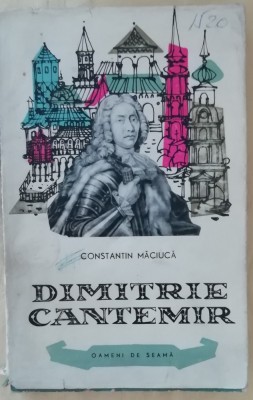 CONSTANTIN MĂCIUCĂ
DIMITRIE
CANTEMIR
OAMENI DE SEAMĂ